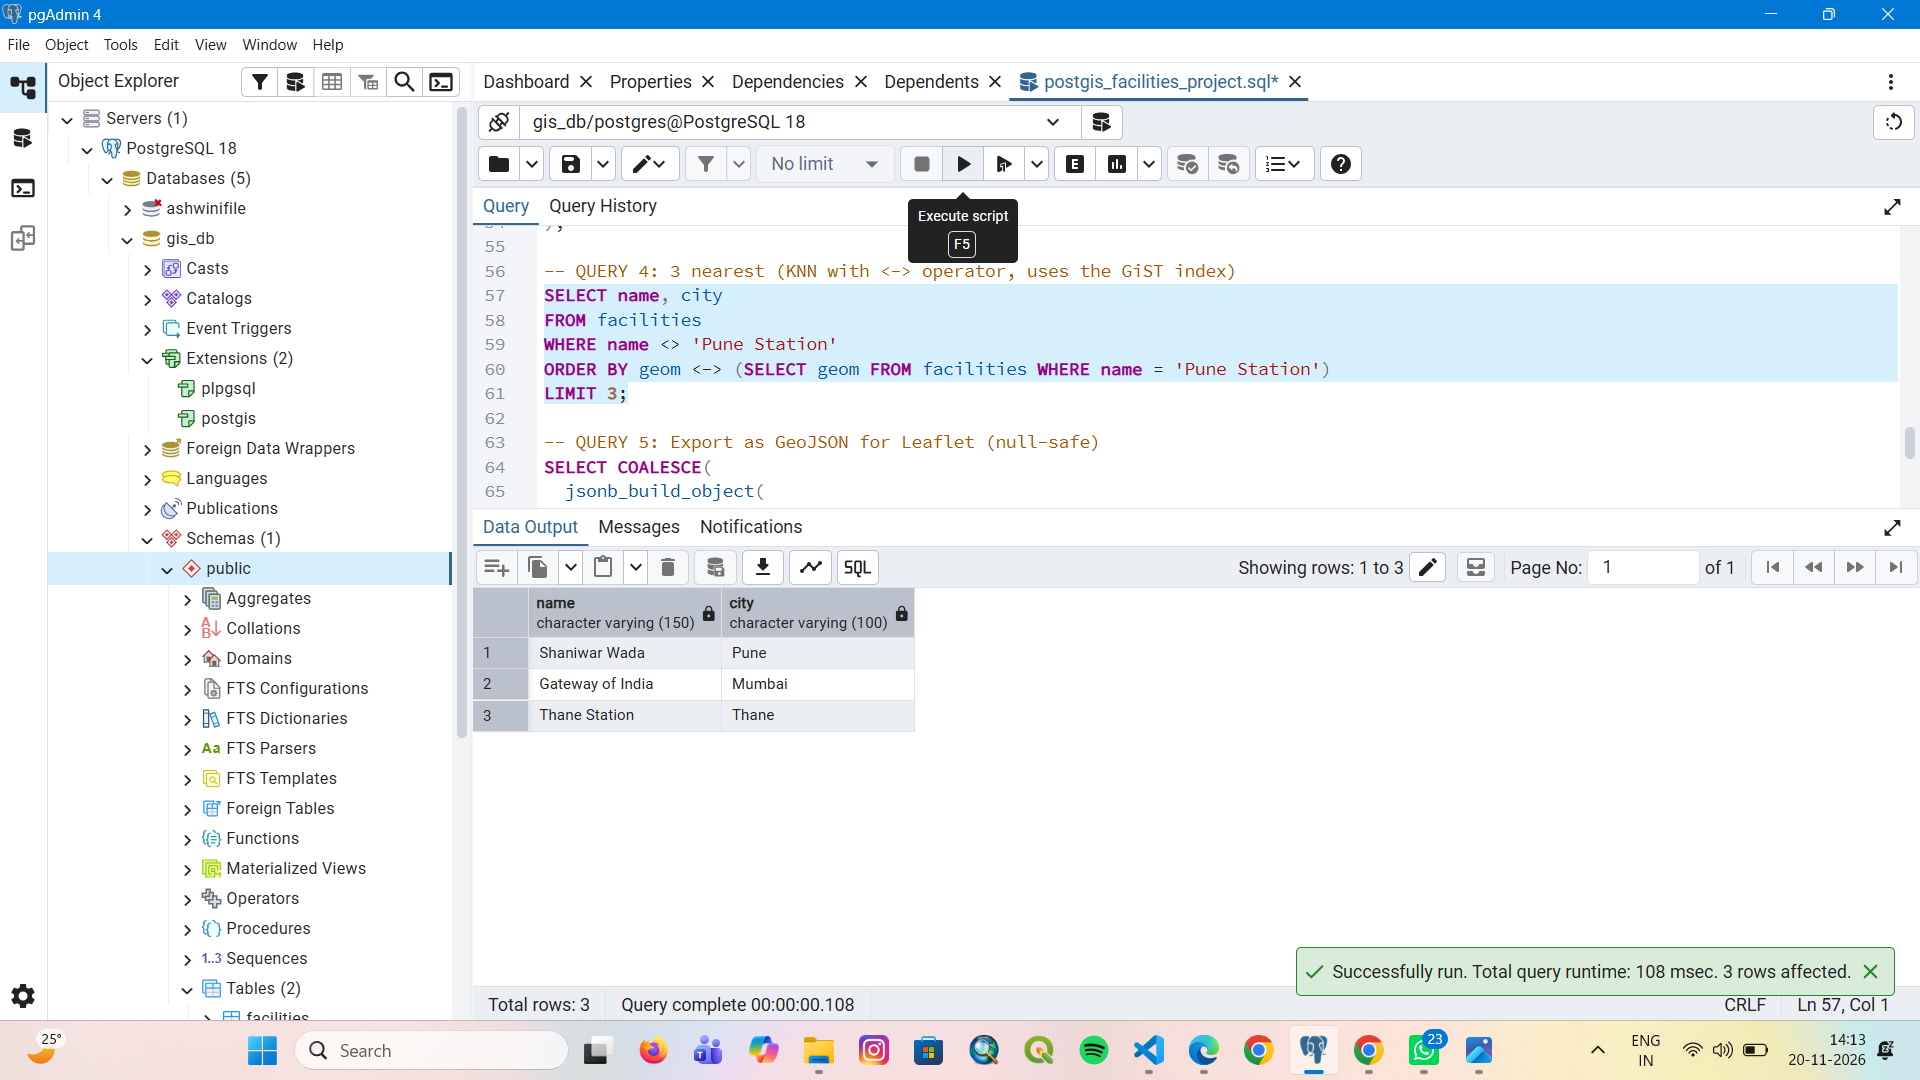 pgAdmin 4
File Object Tools Edit View Window Help
Object Explorer
Dashboard Properties Dependencies Dependents postgis_facilities_project.sql*
Servers (1)
PostgreSQL 18
Databases (5)
ashwinifile
gis_db
Casts
Catalogs
Event Triggers
Extensions (2)
plpgsql
postgis
Foreign Data Wrappers
Languages
Publications
Schemas (1)
public
Aggregates
Collations
Domains
FTS Configurations
FTS Dictionaries
Aa FTS Parsers
FTS Templates
Foreign Tables
Functions
Materialized Views
Operators
Procedures
1..3 Sequences
Tables (2)
facilities
gis_db/postgres@PostgreSQL 18
No limit
E
Query Query History
Execute script
F5
55
56 -- QUERY 4: 3 nearest (KNN with <-> operator, uses the GiST index)
57 SELECT name, city
58 FROM facilities
59 WHERE name <> 'Pune Station'
60 ORDER BY geom <-> (SELECT geom FROM facilities WHERE name = 'Pune Station')
61 LIMIT 3;
62
63 -- QUERY 5: Export as GeoJSON for Leaflet (null-safe)
64 SELECT COALESCE(
65 jsonb_build_object(
Data Output Messages Notifications
SQL Showing rows: 1 to 3 Page No: 1 of 1
name city
character varying (150) character varying (100)
1 Shaniwar Wada Pune
2 Gateway of India Mumbai
3 Thane Station Thane
Successfully run. Total query runtime: 108 msec. 3 rows affected.
Total rows: 3 Query complete 00:00:00.108 CRLF Ln 57, Col 1
25°
Search
23
ENG
IN
14:13
20-11-2026